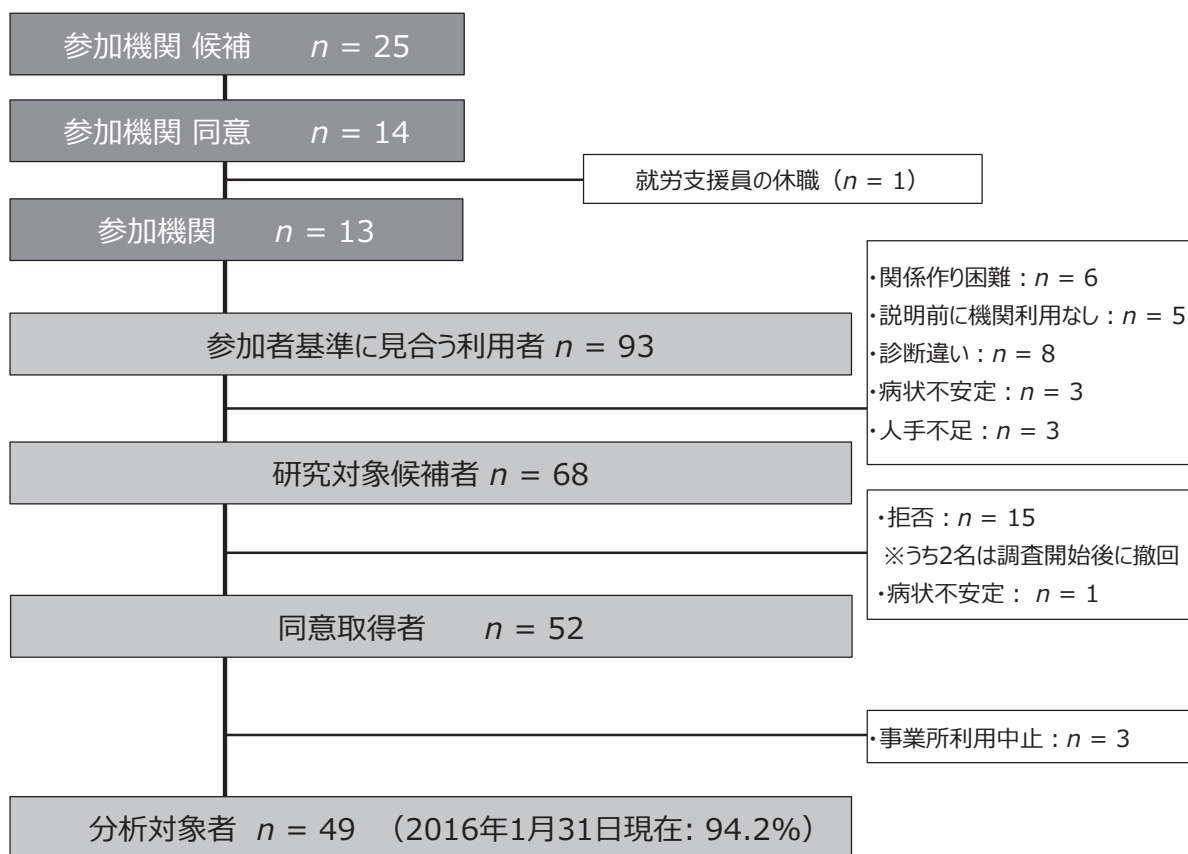 参加機関 候補 n = 25
参加機関 同意 n = 14
就労支援員の休職（n = 1）
参加機関 n = 13
参加者基準に見合う利用者 n = 93
・関係作り困難：n = 6
・説明前に機関利用なし：n = 5
・診断違い：n = 8
・病状不安定：n = 3
・人手不足：n = 3
研究対象候補者 n = 68
・拒否：n = 15
※うち2名は調査開始後に撤回
・病状不安定： n = 1
同意取得者 n = 52
・事業所利用中止：n = 3
分析対象者 n = 49 （2016年1月31日現在: 94.2%）